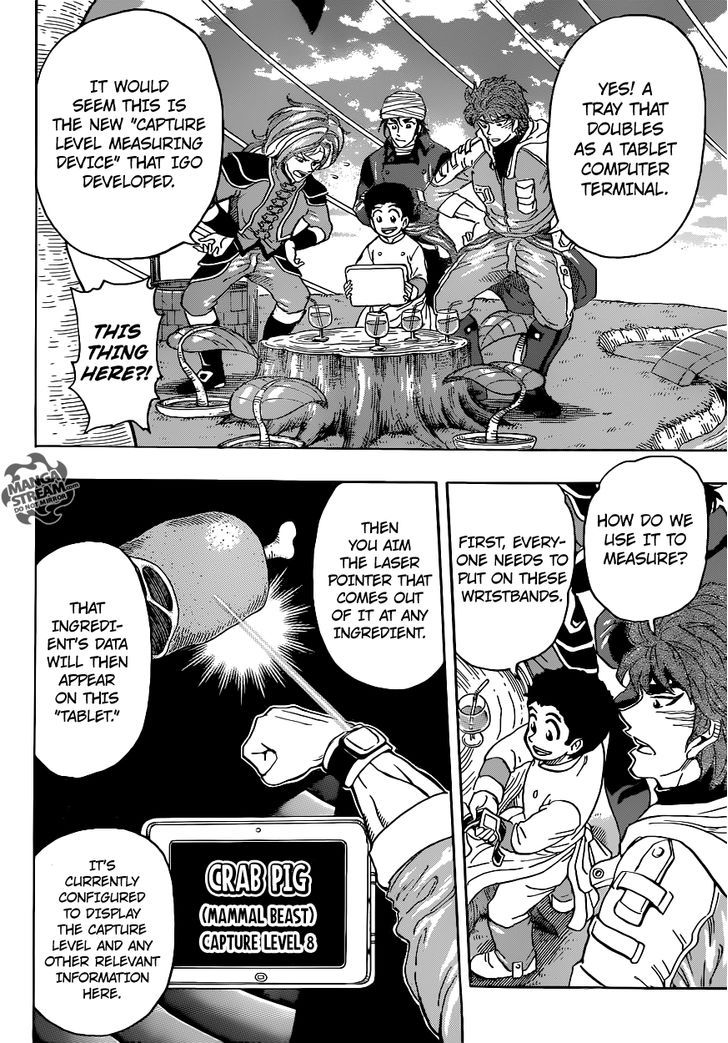 YES! A
TRAY THAT
DOUBLES
AS A TABLET
COMPUTER
TERMINAL.
IT WOULD
SEEM THIS IS
THE NEW "CAPTURE
LEVEL MEASURING
DEVICE" THAT IGO
DEVELOPED.
THIS
THING
HERE?!
HOW DO WE
USE IT TO
MEASURE?
FIRST, EVERY-
ONE NEEDS TO
PUT ON THESE
WRISTBANDS.
THEN
YOU AIM
THE LASER
POINTER THAT
COMES OUT
OF IT AT ANY
INGREDIENT.
THAT
INGREDI-
ENT'S DATA
WILL THEN
APPEAR
ON THIS
"TABLET."
CRAB PIG
(MAMMAL BEAST)
CAPTURE LEVEL 8
IT'S
CURRENTLY
CONFIGURED
TO DISPLAY
THE CAPTURE
LEVEL AND ANY
OTHER RELEVANT
INFORMATION
HERE.
MANGA
STREAM.com
DO NOT MIRROR